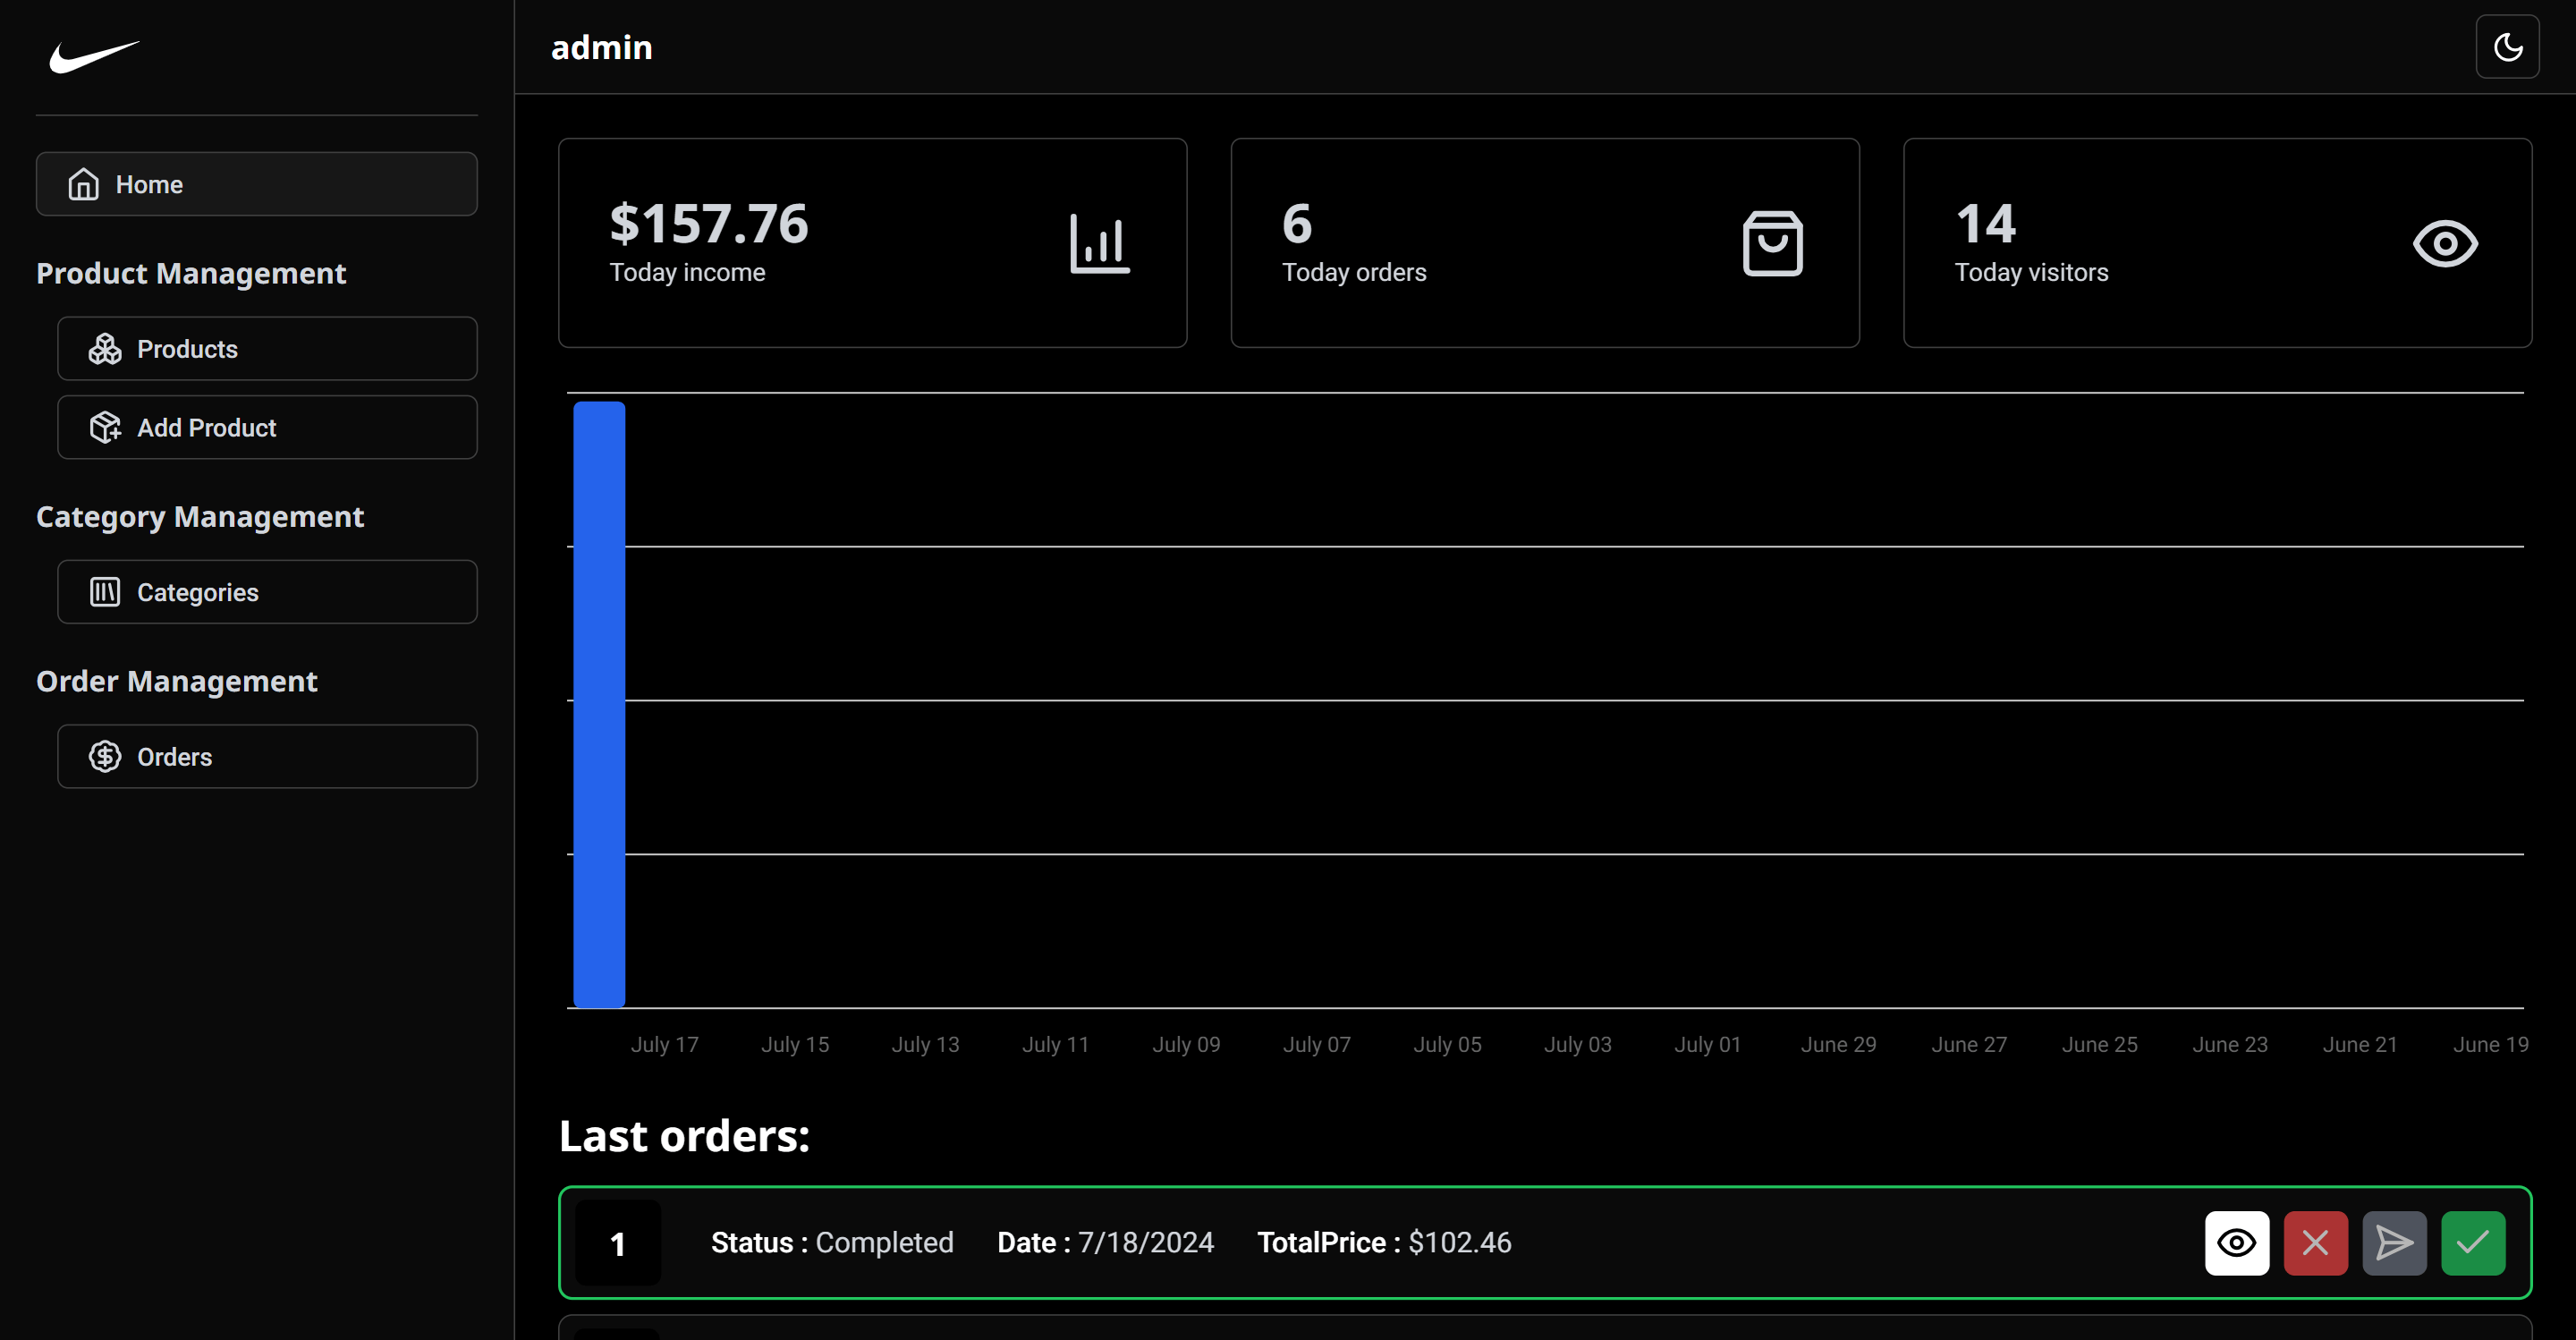 admin
Home
Product Management
Products
Add Product
Category Management
Categories
Order Management
Orders
$157.76
Today income
6
Today orders
14
Today visitors
July 17 July 15 July 13 July 11 July 09 July 07 July 05 July 03 July 01 June 29 June 27 June 25 June 23 June 21 June 19
Last orders:
1 Status : Completed Date : 7/18/2024 TotalPrice : $102.46